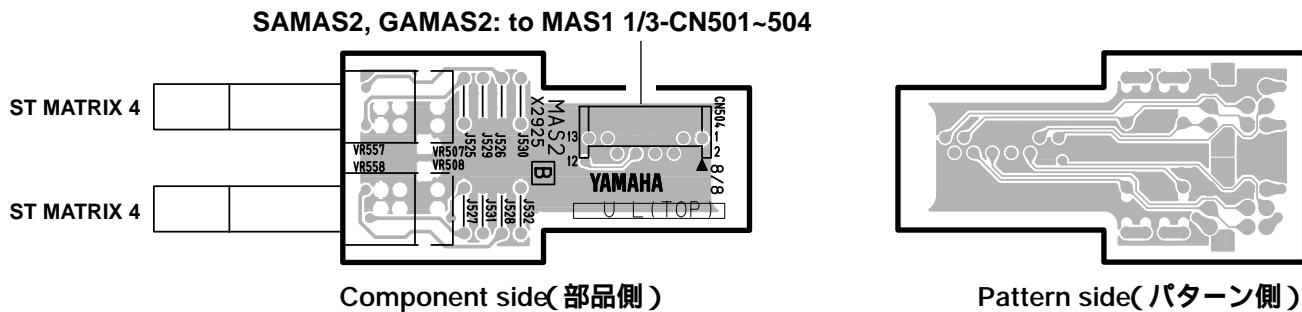 SAMAS2, GAMAS2: to MAS1 1/3-CN501~504
ST MATRIX 4
ST MATRIX 4
VR557
VR558
VR507
VR508
J525
J529
J526
J530
J527
J531
J528
J532
MAS2
X2925
B
CN504
13
12
1
2
8/8
YAMAHA
U L (TOP)
Component side(部品側)
Pattern side(パターン側)